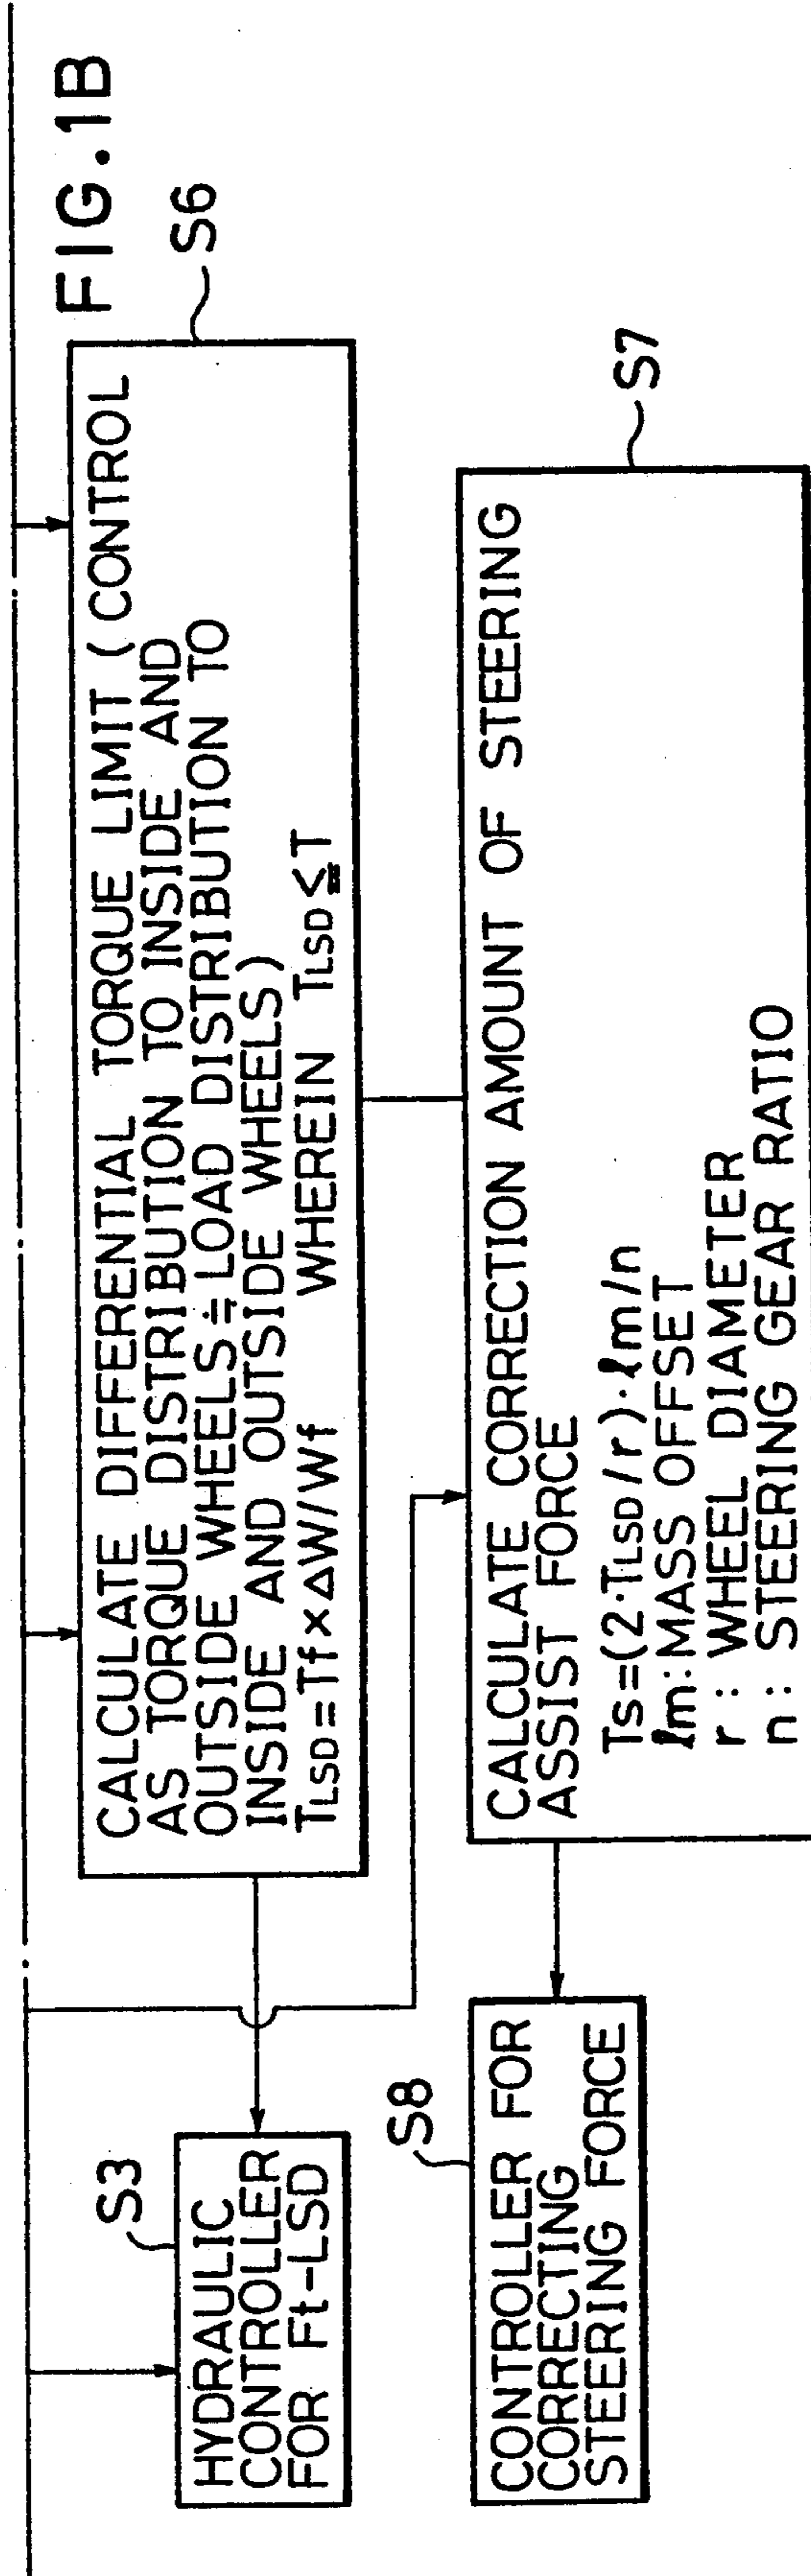 FIG.1B
S6
CALCULATE DIFFERENTIAL TORQUE LIMIT ( CONTROL
AS TORQUE DISTRIBUTION TO INSIDE AND
OUTSIDE WHEELS ≑ LOAD DISTRIBUTION TO
INSIDE AND OUTSIDE WHEELS)
TLSD = Tf × ΔW/Wf WHEREIN TLSD ≦ T
S3
HYDRAULIC
CONTROLLER
FOR Ft-LSD
S7
CALCULATE CORRECTION AMOUNT OF STEERING
ASSIST FORCE
Ts=(2·TLSD/r)·ℓm/n
ℓm: MASS OFFSET
r : WHEEL DIAMETER
n : STEERING GEAR RATIO
S8
CONTROLLER FOR
CORRECTING
STEERING FORCE